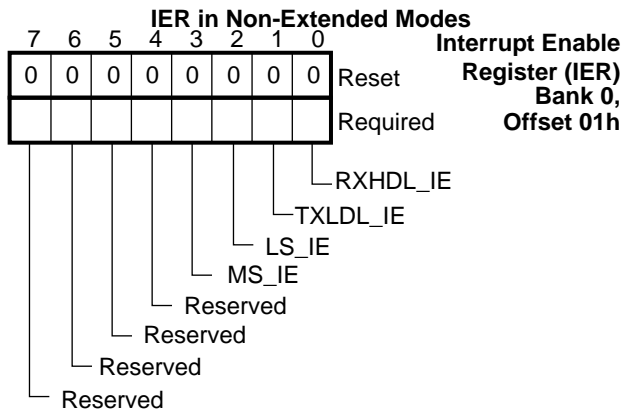 IER in Non-Extended Modes
7 6 5 4 3 2 1 0
Interrupt Enable
Register (IER)
Bank 0,
Offset 01h
0 0 0 0 0 0 0 0 Reset
Required
RXHDL_IE
TXLDL_IE
LS_IE
MS_IE
Reserved
Reserved
Reserved
Reserved